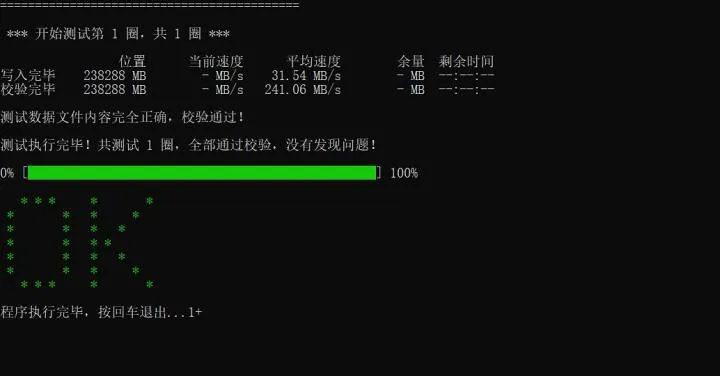 ===========================================
*** 开始测试第 1 圈，共 1 圈 ***
位置 当前速度 平均速度 余量 剩余时间
写入完毕 238288 MB - MB/s 31.54 MB/s - MB --:--:--
校验完毕 238288 MB - MB/s 241.06 MB/s - MB --:--:--
测试数据文件内容完全正确，校验通过！
测试执行完毕！共测试 1 圈，全部通过校验，没有发现问题！
0% [ ] 100%
OK
程序执行完毕，按回车退出...1+